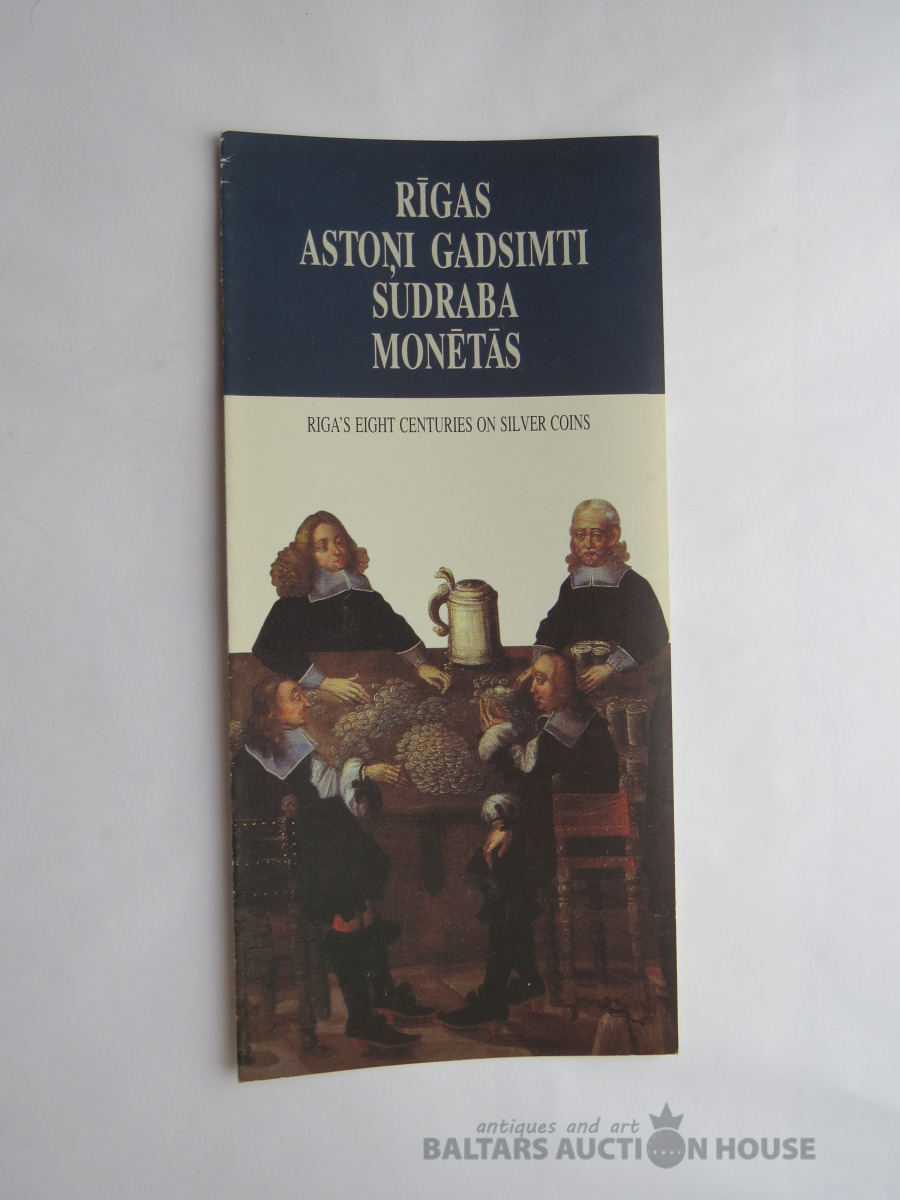 RĪGAS
ASTOŅI GADSIMTI
SUDRABA
MONĒTĀS
RIGA'S EIGHT CENTURIES ON SILVER COINS
antiques and art
BALTARS AUCTION HOUSE